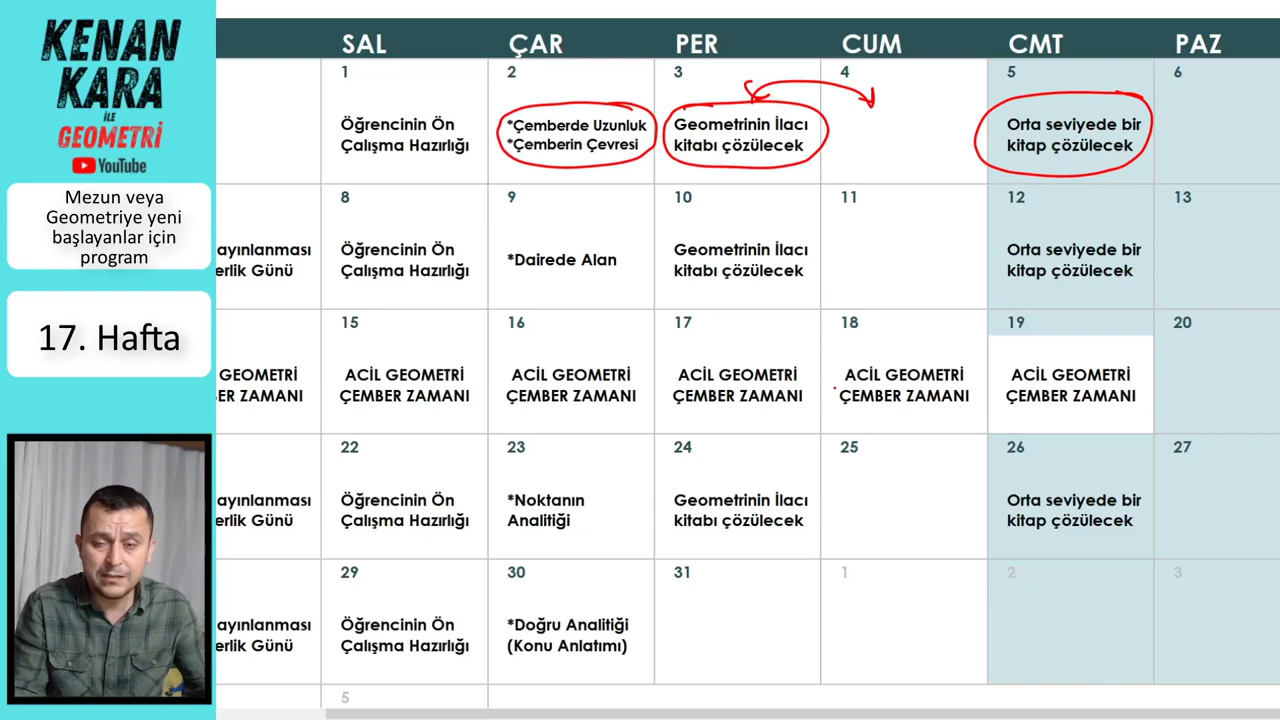 KENAN
KARA
İLE
GEOMETRİ
YouTube
Mezun veya
Geometriye yeni
başlayanlar için
program
17. Hafta
SAL ÇAR PER CUM CMT PAZ
1 2 3 4 5 6
Öğrencinin Ön
Çalışma Hazırlığı
*Çemberde Uzunluk
*Çemberin Çevresi
Geometrinin İlacı
kitabı çözülecek
Orta seviyede bir
kitap çözülecek
8 9 10 11 12 13
ayınlanması
erlik Günü
Öğrencinin Ön
Çalışma Hazırlığı
*Dairede Alan
Geometrinin İlacı
kitabı çözülecek
Orta seviyede bir
kitap çözülecek
15 16 17 18 19 20
GEOMETRİ
ER ZAMANI
ACİL GEOMETRİ
ÇEMBER ZAMANI
ACİL GEOMETRİ
ÇEMBER ZAMANI
ACİL GEOMETRİ
ÇEMBER ZAMANI
ACİL GEOMETRİ
ÇEMBER ZAMANI
ACİL GEOMETRİ
ÇEMBER ZAMANI
22 23 24 25 26 27
ayınlanması
erlik Günü
Öğrencinin Ön
Çalışma Hazırlığı
*Noktanın
Analitiği
Geometrinin İlacı
kitabı çözülecek
Orta seviyede bir
kitap çözülecek
29 30 31 1 2 3
ayınlanması
erlik Günü
Öğrencinin Ön
Çalışma Hazırlığı
*Doğru Analitiği
(Konu Anlatımı)
5